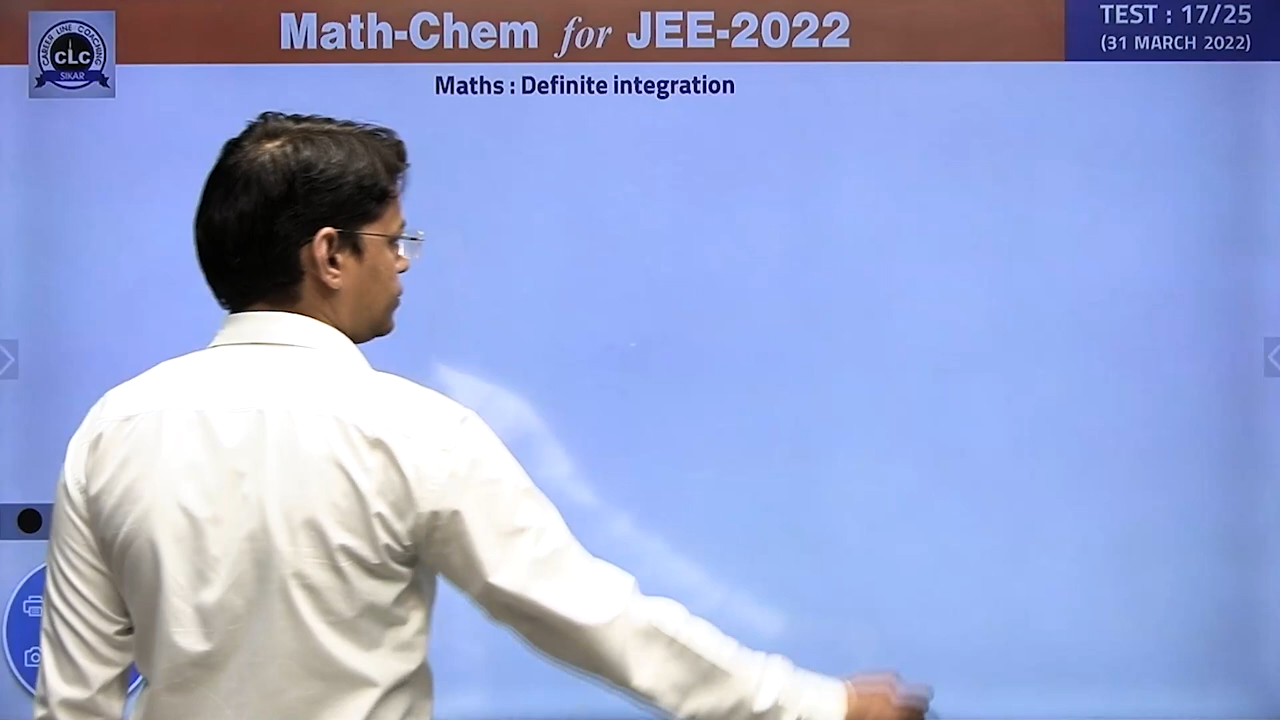 CAREER LINE COACHING
CLC
SIKAR
Math-Chem for JEE-2022
TEST : 17/25
(31 MARCH 2022)
Maths : Definite integration